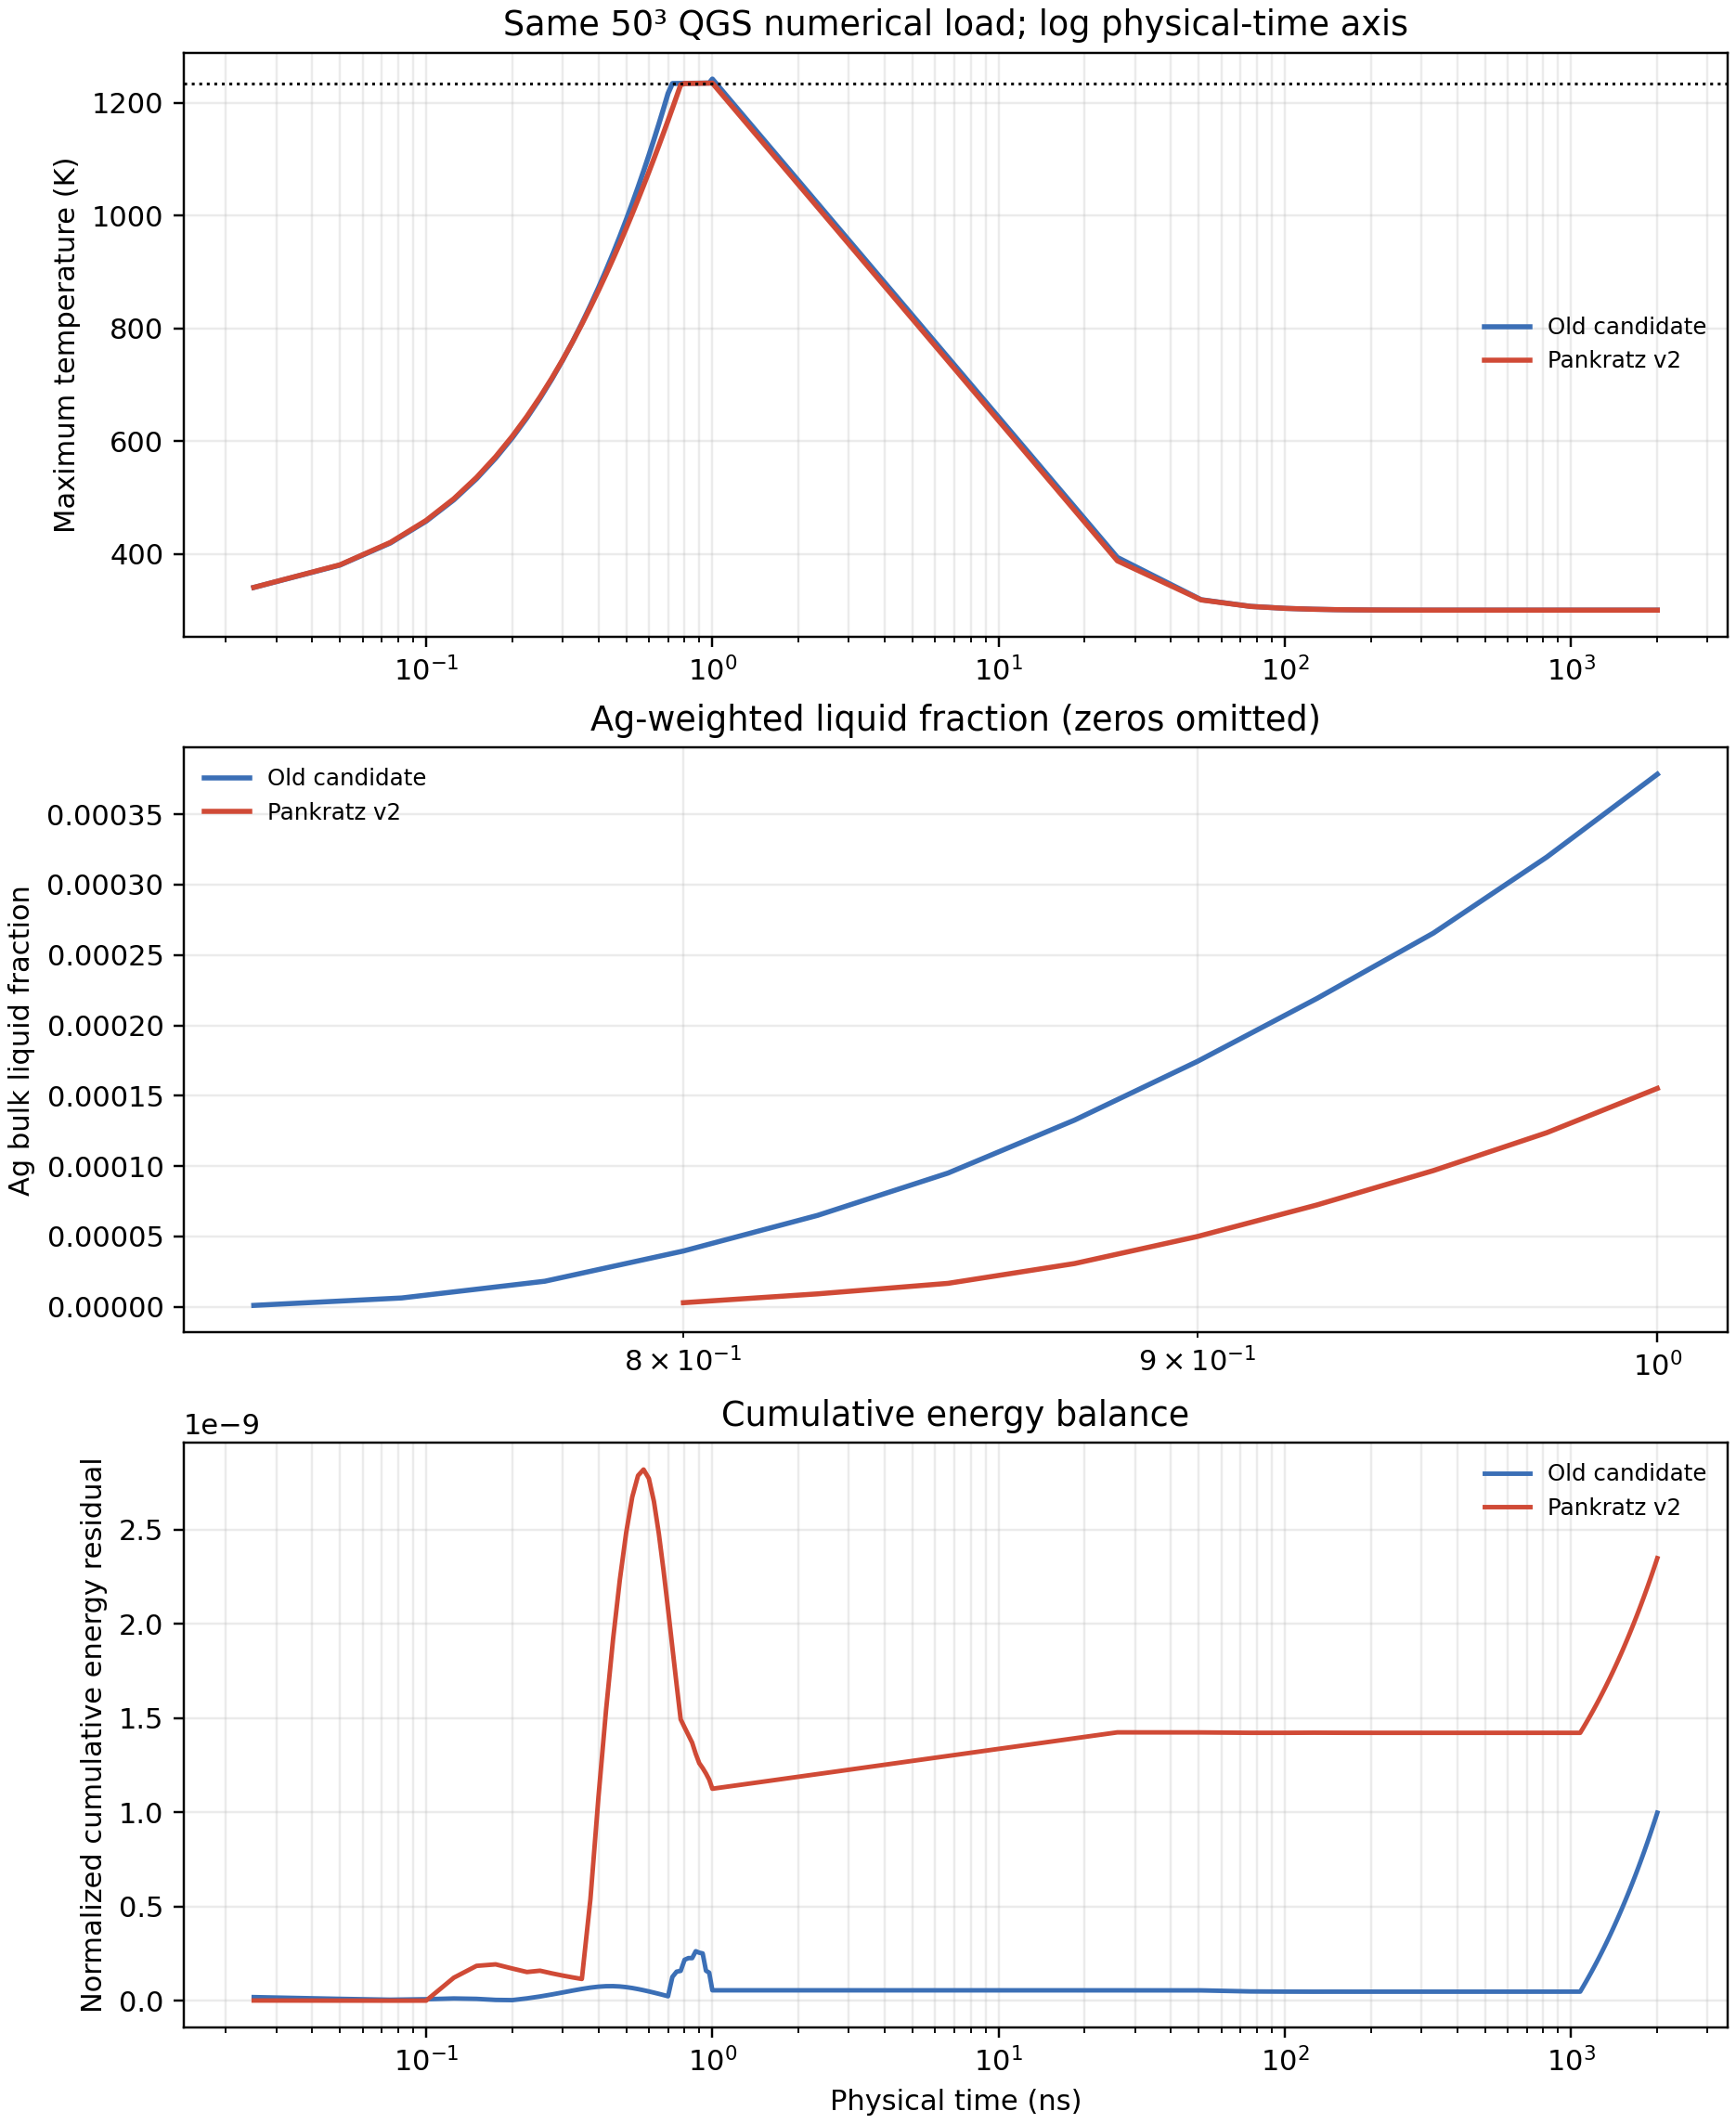 Same 50³ QGS numerical load; log physical-time axis
Maximum temperature (K)
1200
1000
800
600
400
Old candidate
Pankratz v2
10⁻¹
10⁰
10¹
10²
10³
Ag-weighted liquid fraction (zeros omitted)
Ag bulk liquid fraction
Old candidate
Pankratz v2
0.00035
0.00030
0.00025
0.00020
0.00015
0.00010
0.00005
0.00000
8 × 10⁻¹
9 × 10⁻¹
10⁰
Cumulative energy balance
1e−9
Normalized cumulative energy residual
Old candidate
Pankratz v2
2.5
2.0
1.5
1.0
0.5
0.0
10⁻¹
10⁰
10¹
10²
10³
Physical time (ns)